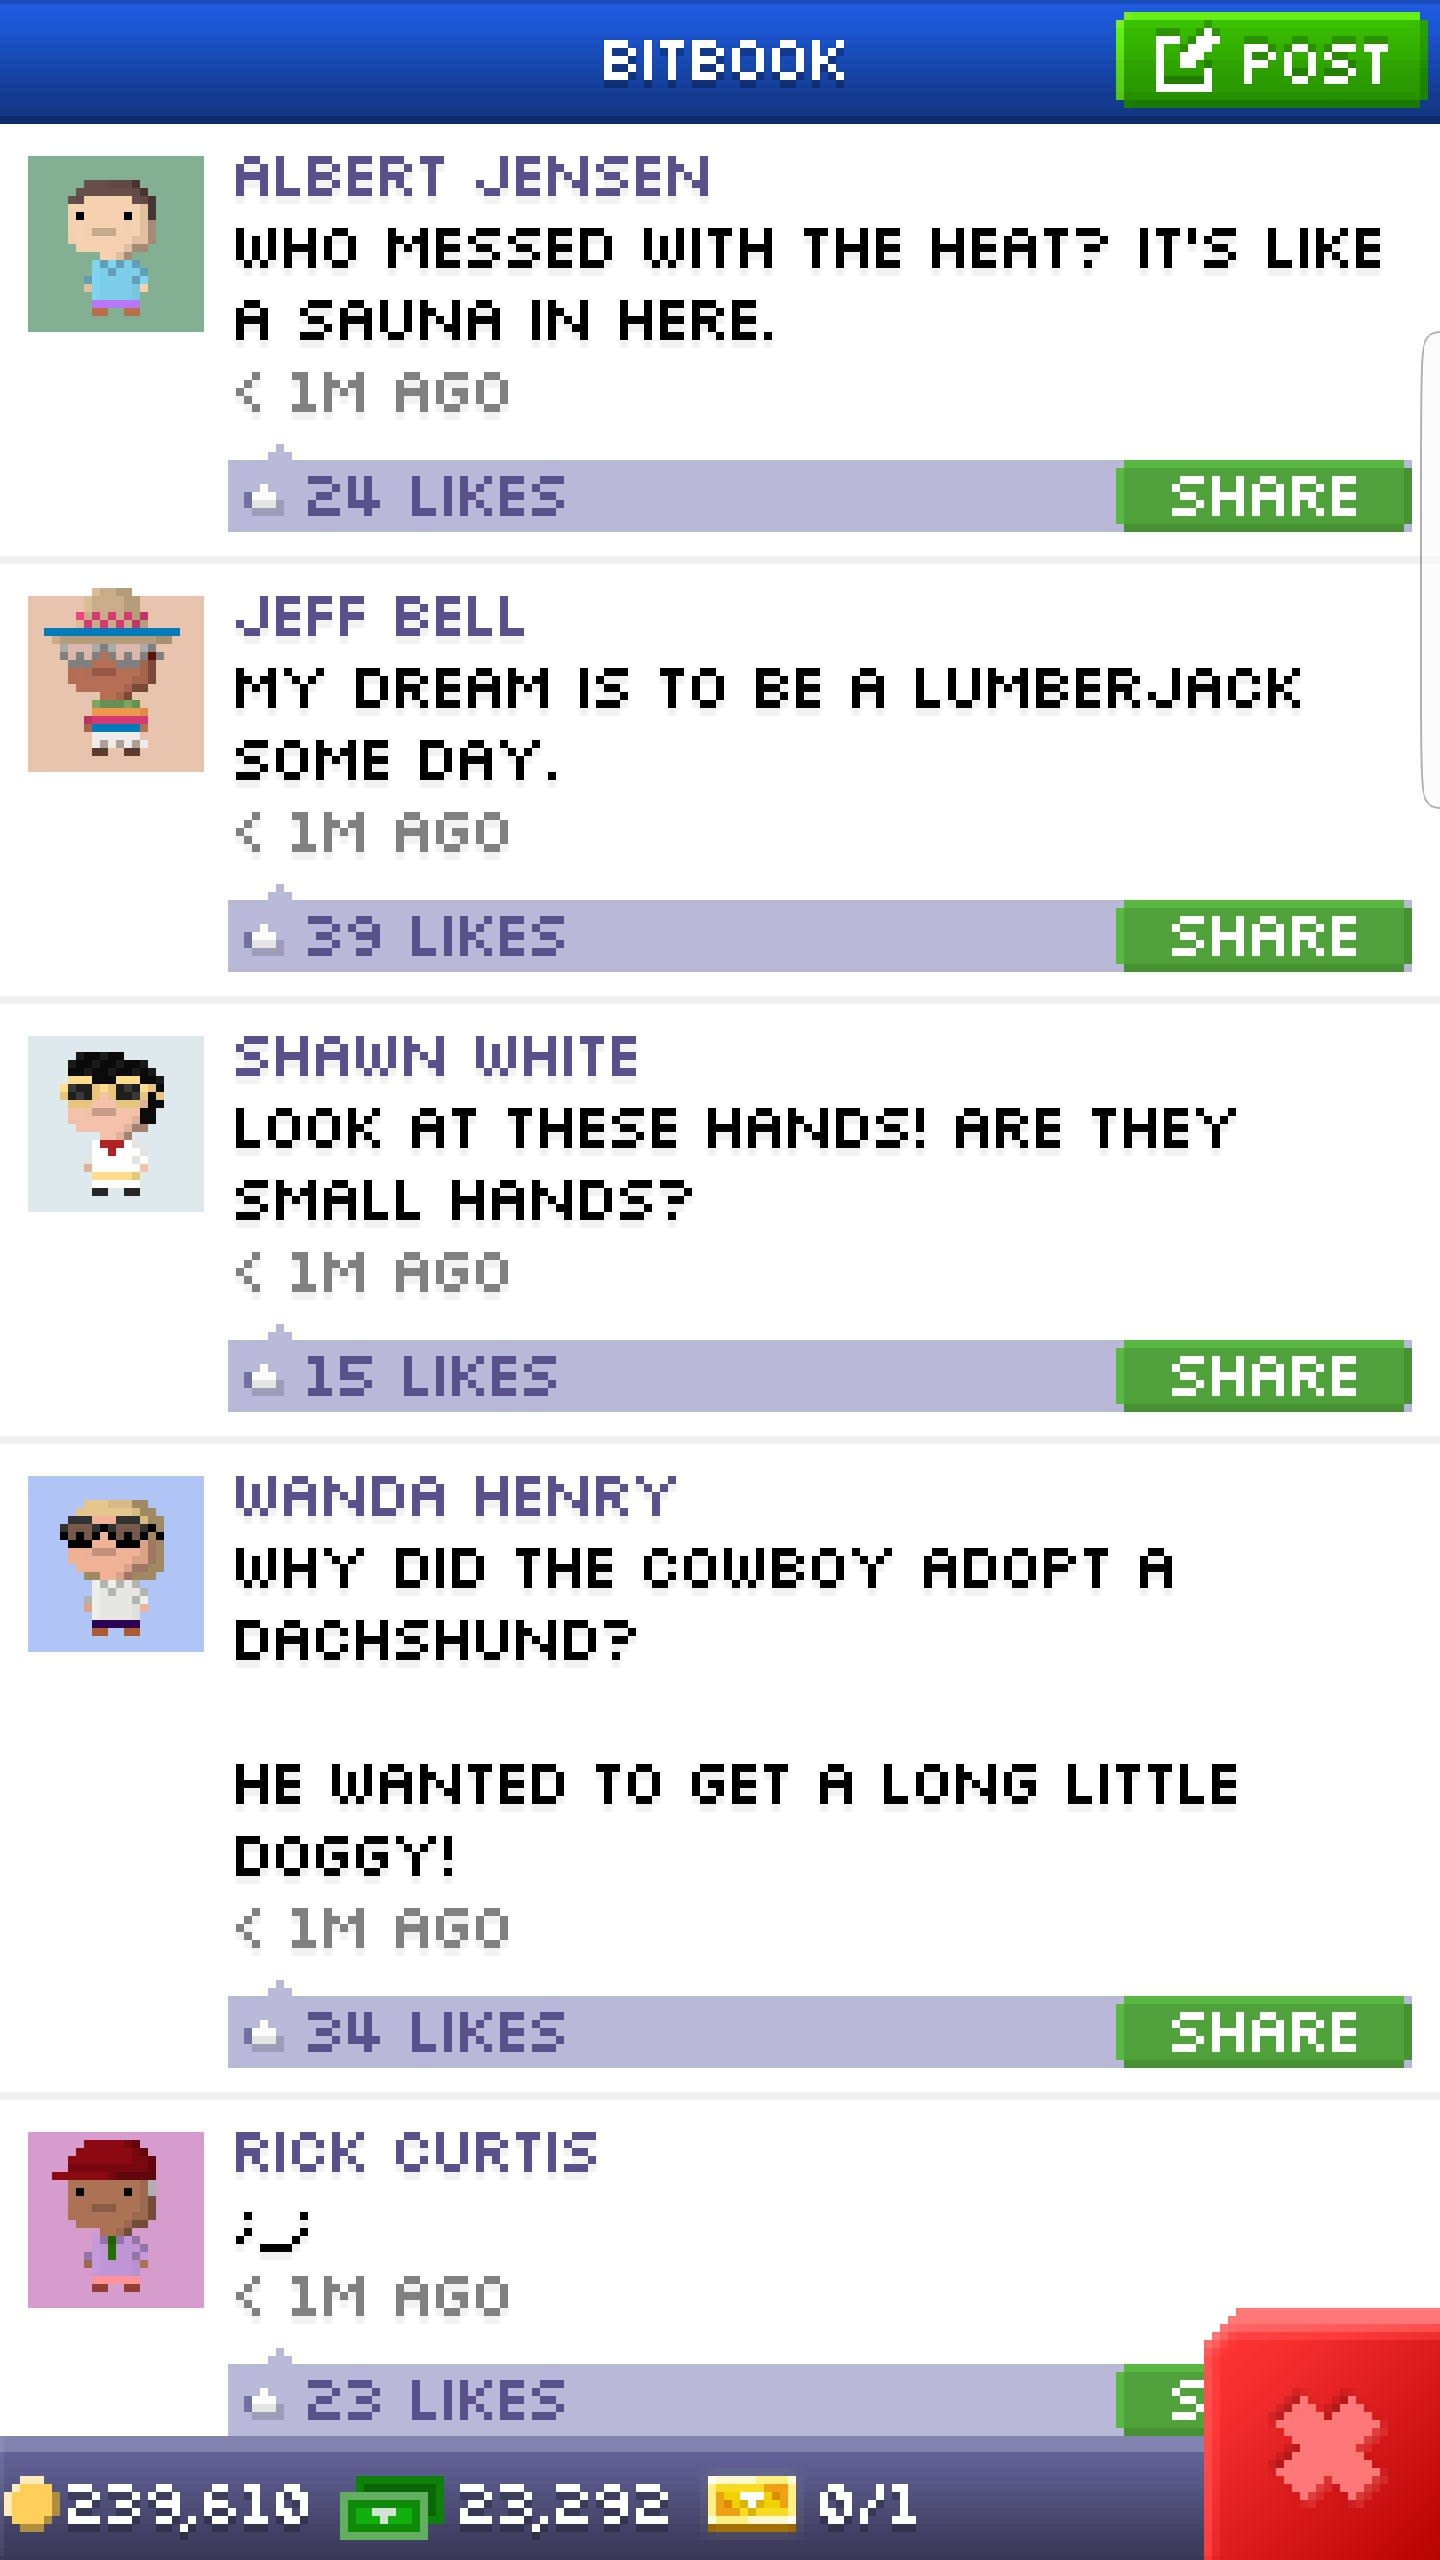 BITBOOK
POST
ALBERT JENSEN
WHO MESSED WITH THE HEAT? IT'S LIKE
A SAUNA IN HERE.
< 1M AGO
24 LIKES
SHARE
JEFF BELL
MY DREAM IS TO BE A LUMBERJACK
SOME DAY.
< 1M AGO
39 LIKES
SHARE
SHAWN WHITE
LOOK AT THESE HANDS! ARE THEY
SMALL HANDS?
< 1M AGO
15 LIKES
SHARE
WANDA HENRY
WHY DID THE COWBOY ADOPT A
DACHSHUND?
HE WANTED TO GET A LONG LITTLE
DOGGY!
< 1M AGO
34 LIKES
SHARE
RICK CURTIS
;_;
< 1M AGO
23 LIKES
S
239,610
23,292
0/1